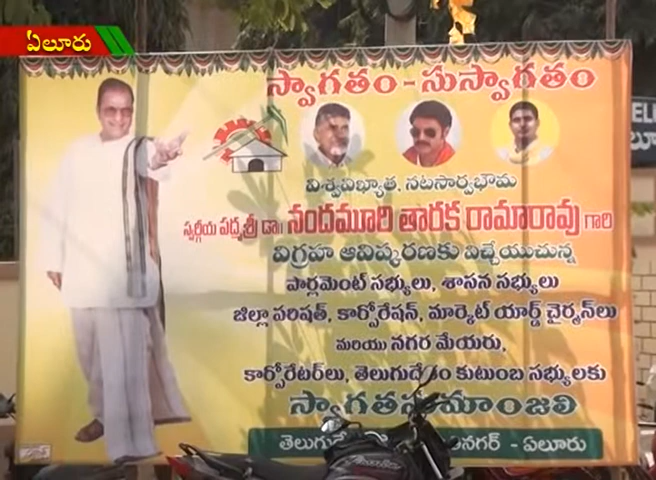 ఏలూరు
స్వాగతం - సుస్వాగతం
విశ్వవిఖ్యాత, నటసార్వభౌమ
స్వర్గీయ పద్మశ్రీ డా॥ నందమూరి తారక రామారావు గారి
విగ్రహ ఆవిష్కరణకు విచ్చేయుచున్న
పార్లమెంట్ సభ్యులు, శాసన సభ్యులు
జిల్లా పరిషత్, కార్పోరేషన్, మార్కెట్ యార్డ్ చైర్మన్‌లు
మరియు నగర మేయరు,
కార్పోరేటర్‌లు, తెలుగుదేశం కుటుంబ సభ్యులకు
స్వాగతసుమాంజలి
నగర్ - ఏలూరు